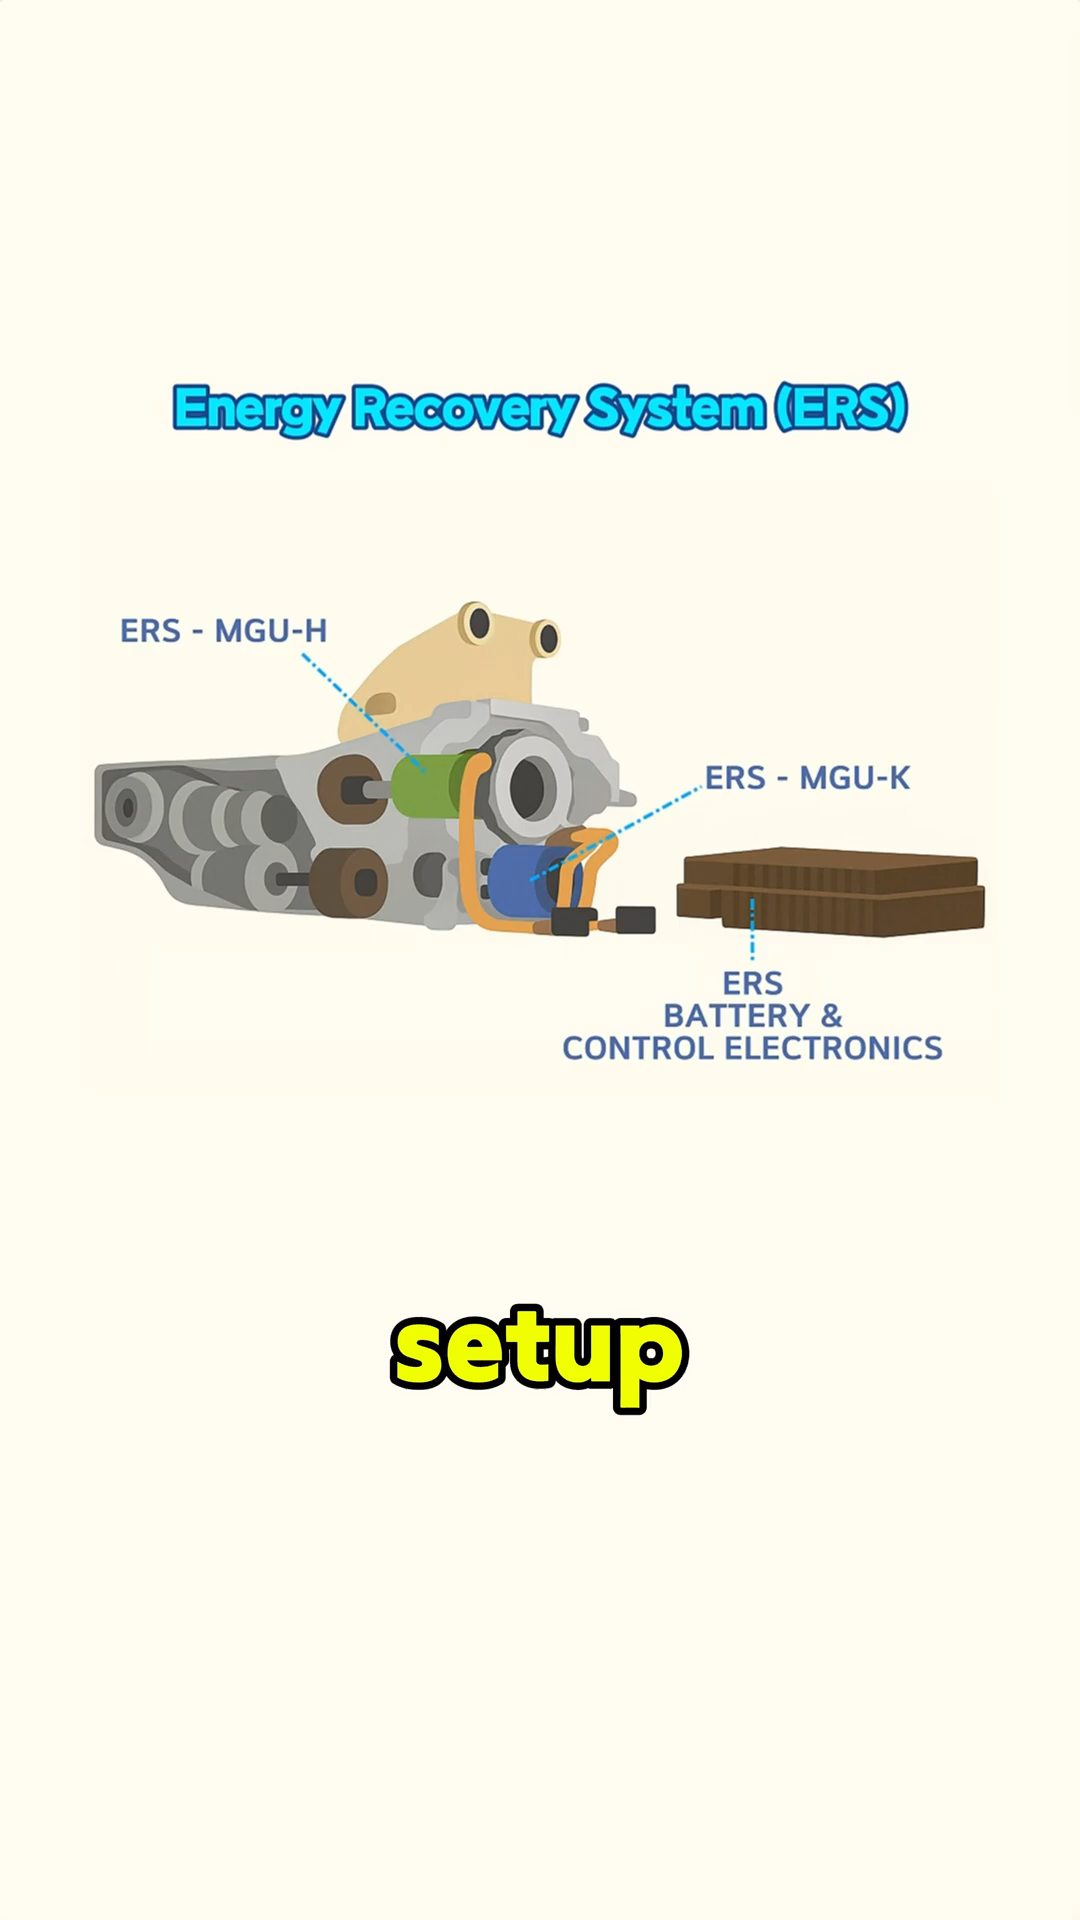 Energy Recovery System (ERS)
ERS - MGU-H
ERS - MGU-K
ERS
BATTERY &
CONTROL ELECTRONICS
setup